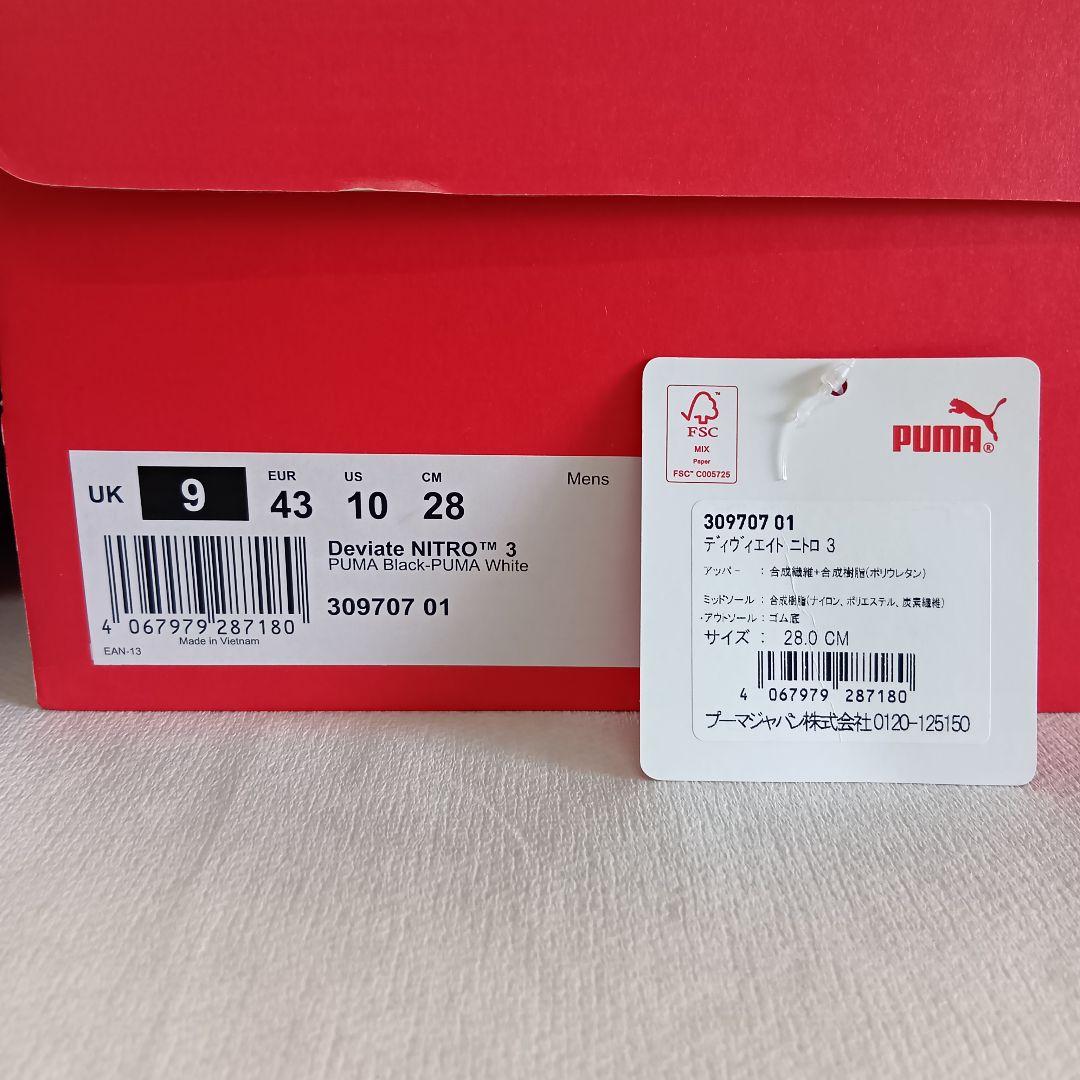 UK 9 EUR 43 US 10 CM 28 Mens
Deviate NITRO™ 3
PUMA Black-PUMA White
309707 01
4 067979 287180
Made in Vietnam
EAN-13
FSC™
MIX
Paper
FSC™ C005725
PUMA®
309707 01
ディヴィエイト ニトロ 3
アッパー : 合成繊維+合成樹脂(ポリウレタン)
ミッドソール : 合成樹脂(ナイロン、ポリエステル、炭素繊維)
・アウトソール : ゴム底
サイズ : 28.0 CM
4 067979 287180
プーマジャパン株式会社0120-125150